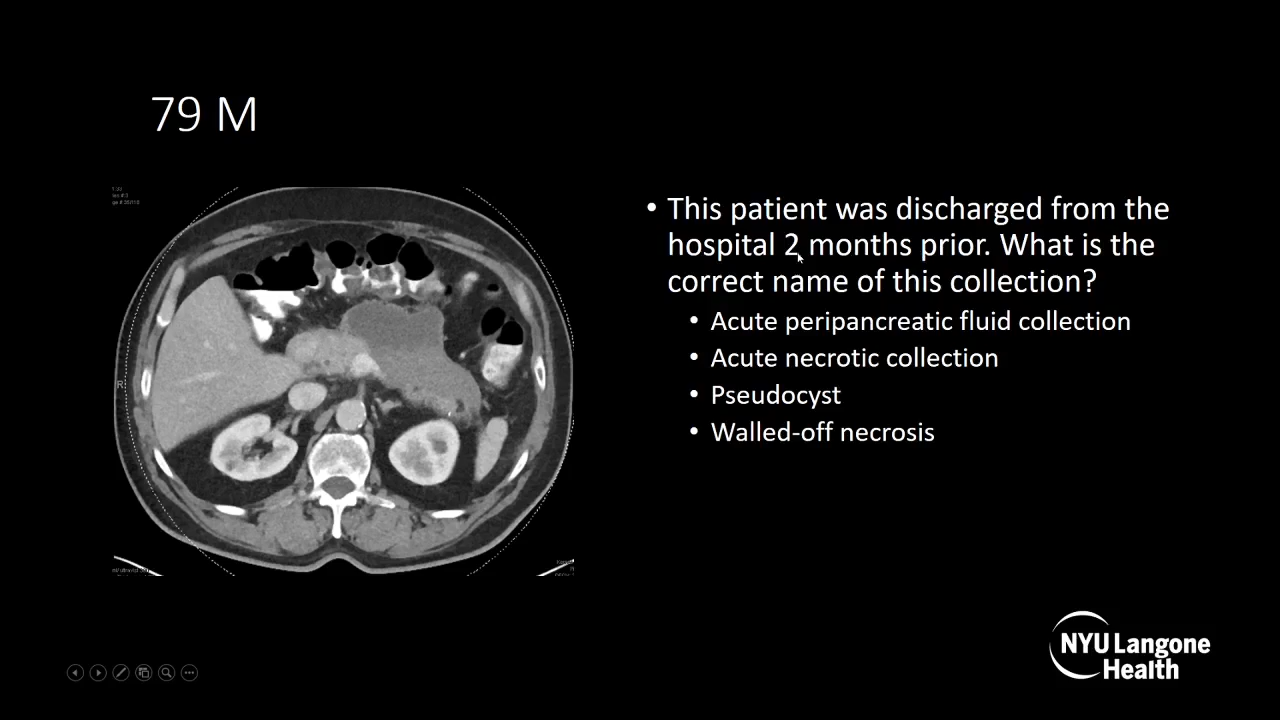 79 M
R
• This patient was discharged from the
hospital 2 months prior. What is the
correct name of this collection?
• Acute peripancreatic fluid collection
• Acute necrotic collection
• Pseudocyst
• Walled-off necrosis
NYU Langone
Health